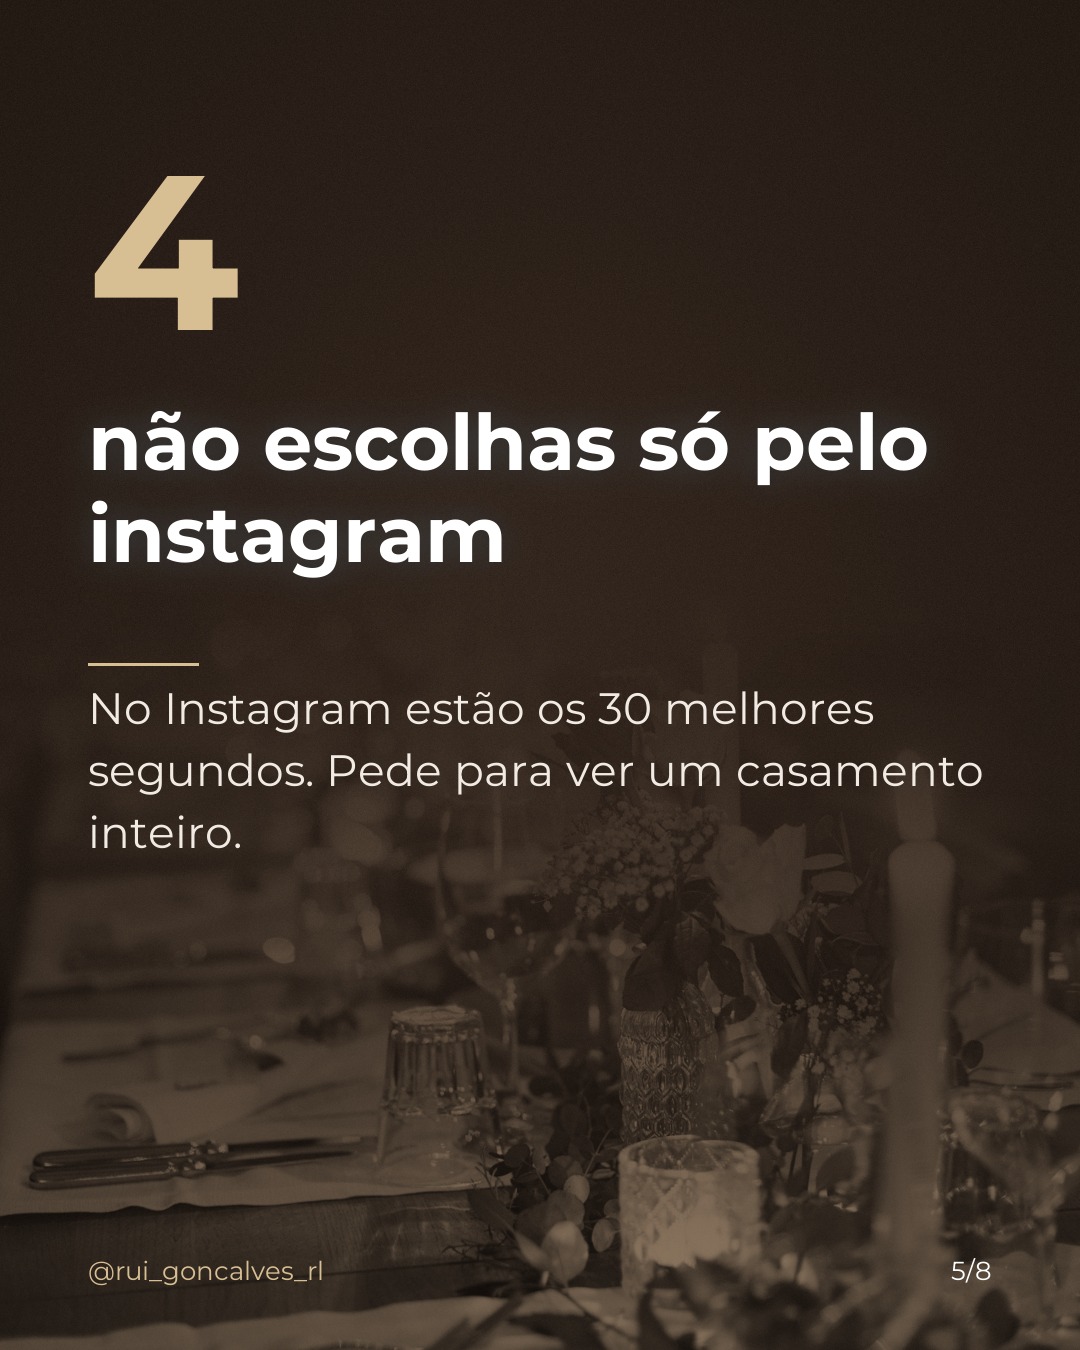 4
não escolhas só pelo
instagram
No Instagram estão os 30 melhores
segundos. Pede para ver um casamento
inteiro.
@rui_goncalves_rl
5/8